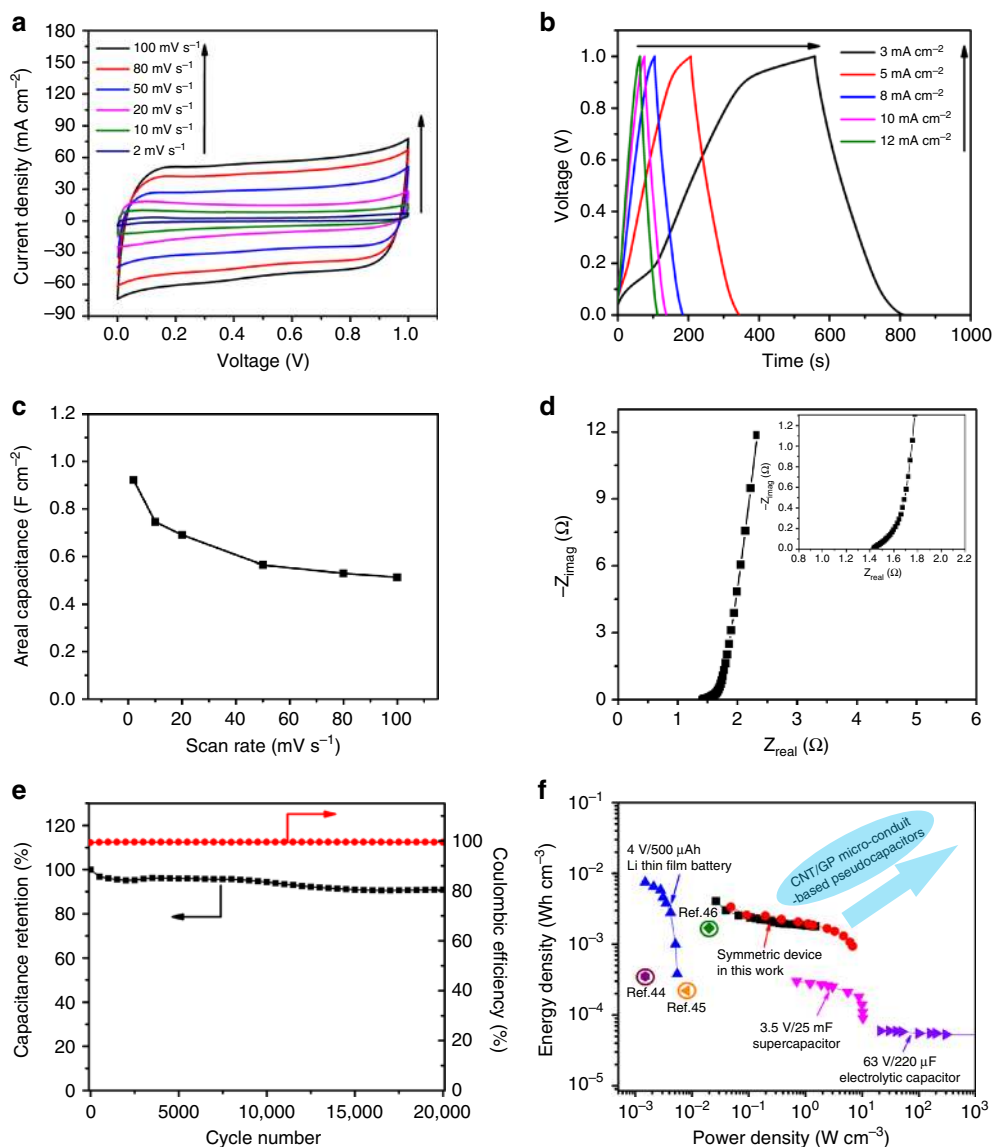 a
180
150
120
90
60
30
0
–30
–60
–90
Current density (mA cm⁻²)
100 mV s⁻¹
80 mV s⁻¹
50 mV s⁻¹
20 mV s⁻¹
10 mV s⁻¹
2 mV s⁻¹
0.0 0.2 0.4 0.6 0.8 1.0
Voltage (V)
b
1.0
0.8
0.6
0.4
0.2
0.0
Voltage (V)
3 mA cm⁻²
5 mA cm⁻²
8 mA cm⁻²
10 mA cm⁻²
12 mA cm⁻²
0 200 400 600 800 1000
Time (s)
c
1.2
1.0
0.8
0.6
0.4
0.2
0.0
Areal capacitance (F cm⁻²)
0 20 40 60 80 100
Scan rate (mV s⁻¹)
d
12
9
6
3
0
–Zimag (Ω)
1.2
1.0
0.8
0.6
0.4
0.2
0.0
–Zimag (Ω)
0.8 1.0 1.2 1.4 1.6 1.8 2.0 2.2
Zreal (Ω)
0 1 2 3 4 5 6
Zreal (Ω)
e
120
100
80
60
40
20
0
Capacitance retention (%)
100
80
60
40
20
0
Coulombic efficiency
(%)
0 5000 10,000 15,000 20,000
Cycle number
f
10⁻¹
10⁻²
10⁻³
10⁻⁴
10⁻⁵
Energy density (Wh cm⁻³)
4 V/500 μAh
Li thin film battery
CNT/GP micro-conduit
-based pseudocapacitors
Ref.46
Symmetric device
in this work
Ref.44
Ref.45
3.5 V/25 mF
supercapacitor
63 V/220 μF
electrolytic capacitor
10⁻³ 10⁻² 10⁻¹ 10⁰ 10¹ 10² 10³
Power density (W cm⁻³)